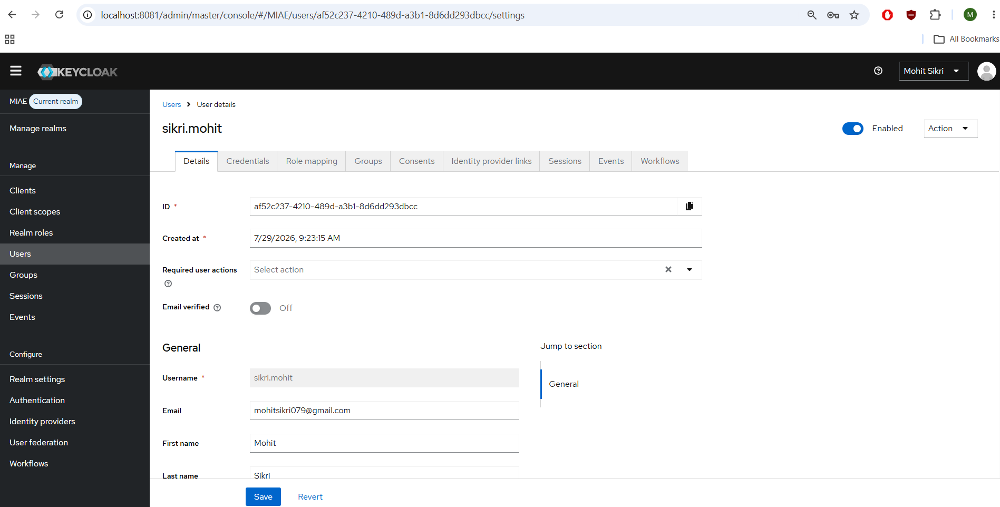 localhost:8081/admin/master/console/#/MIAE/users/af52c237-4210-489d-a3b1-8d6dd293dbcc/settings
M
All Bookmarks
KEYCLOAK
Mohit Sikri
MIAE Current realm
Manage realms
Manage
Clients
Client scopes
Realm roles
Users
Groups
Sessions
Events
Configure
Realm settings
Authentication
Identity providers
User federation
Workflows
Users User details
sikri.mohit
Enabled
Action
Details Credentials Role mapping Groups Consents Identity provider links Sessions Events Workflows
ID * af52c237-4210-489d-a3b1-8d6dd293dbcc
Created at * 7/29/2026, 9:23:15 AM
Required user actions Select action
Email verified Off
General
Username * sikri.mohit
Email mohitsikri079@gmail.com
First name Mohit
Last name Sikri
Jump to section
General
Save Revert